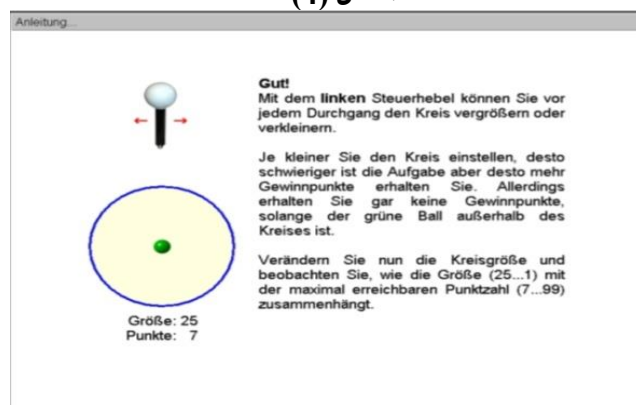 (1)
Anleitung...
Gut!
Mit dem linken Steuerhebel können Sie vor
jedem Durchgang den Kreis vergrößern oder
verkleinern.
Je kleiner Sie den Kreis einstellen, desto
schwieriger ist die Aufgabe aber desto mehr
Gewinnpunkte erhalten Sie. Allerdings
erhalten Sie gar keine Gewinnpunkte,
solange der grüne Ball außerhalb des
Kreises ist.
Verändern Sie nun die Kreisgröße und
beobachten Sie, wie die Größe (25...1) mit
der maximal erreichbaren Punktzahl (7...99)
zusammenhängt.
Größe: 25
Punkte: 7